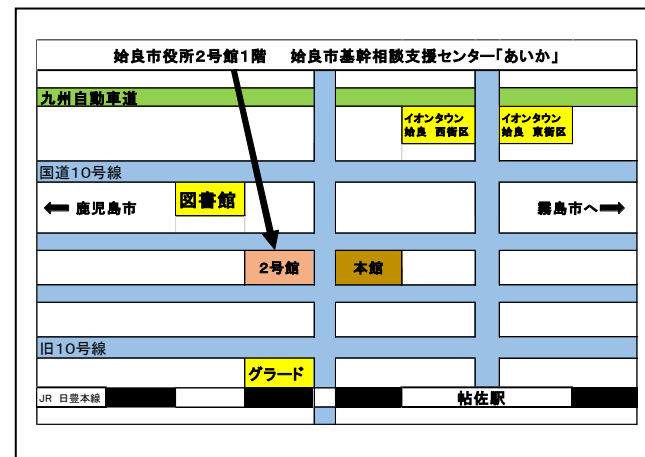 姶良市役所2号館1階　姶良市基幹相談支援センター「あいか」
九州自動車道
イオンタウン
姶良 西街区
イオンタウン
姶良 東街区
国道10号線
← 鹿児島市
図書館
霧島市へ→
2号館
本館
旧10号線
グラード
JR 日豊本線
帖佐駅